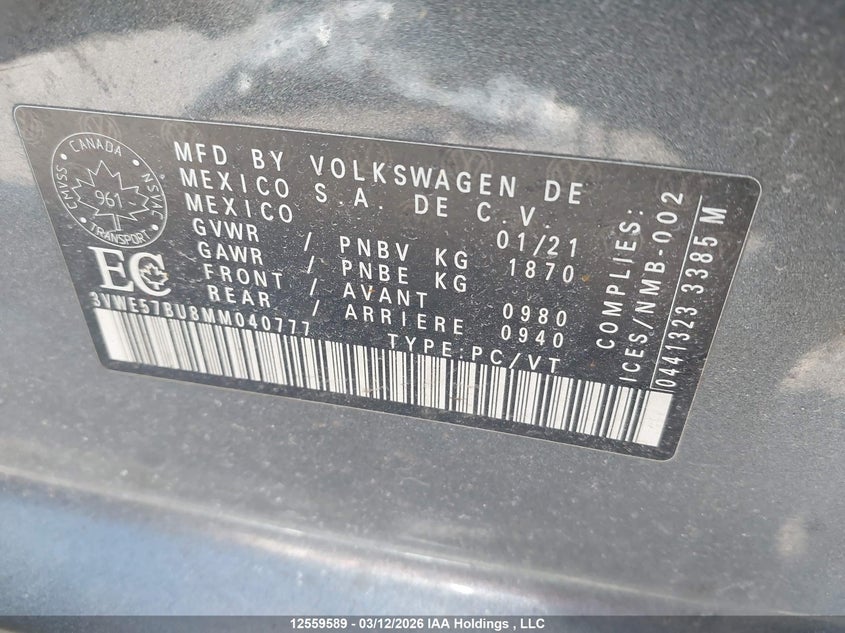 CANADA
CMVSS NSVAC
961
TRANSPORT
EC
MFD BY VOLKSWAGEN DE
MEXICO S.A. DE C.V.
MEXICO 01/21
GVWR / PNBV KG 1870
GAWR / PNBE KG
FRONT / AVANT 0980
REAR / ARRIERE 0940
TYPE:PC/VT
3VWE57BU8MM040777
COMPLIES:
ICES/NMB-002
0441323 3385 M
12559589 - 03/12/2026 IAA Holdings , LLC